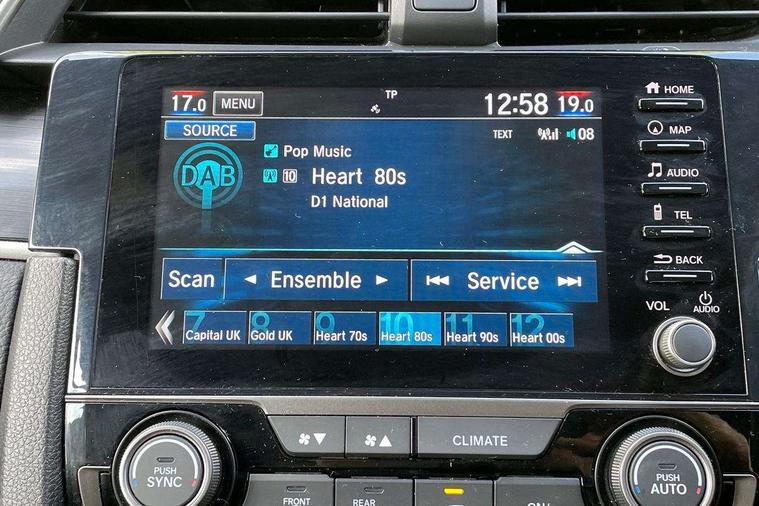 17.0 MENU TP 12:58 19.0
SOURCE TEXT 08
DAB
Pop Music
10 Heart 80s
D1 National
Scan Ensemble Service
7 8 9 10 11 12
Capital UK Gold UK Heart 70s Heart 80s Heart 90s Heart 00s
HOME
MAP
AUDIO
TEL
BACK
VOL AUDIO
CLIMATE
PUSH SYNC
PUSH AUTO
FRONT REAR